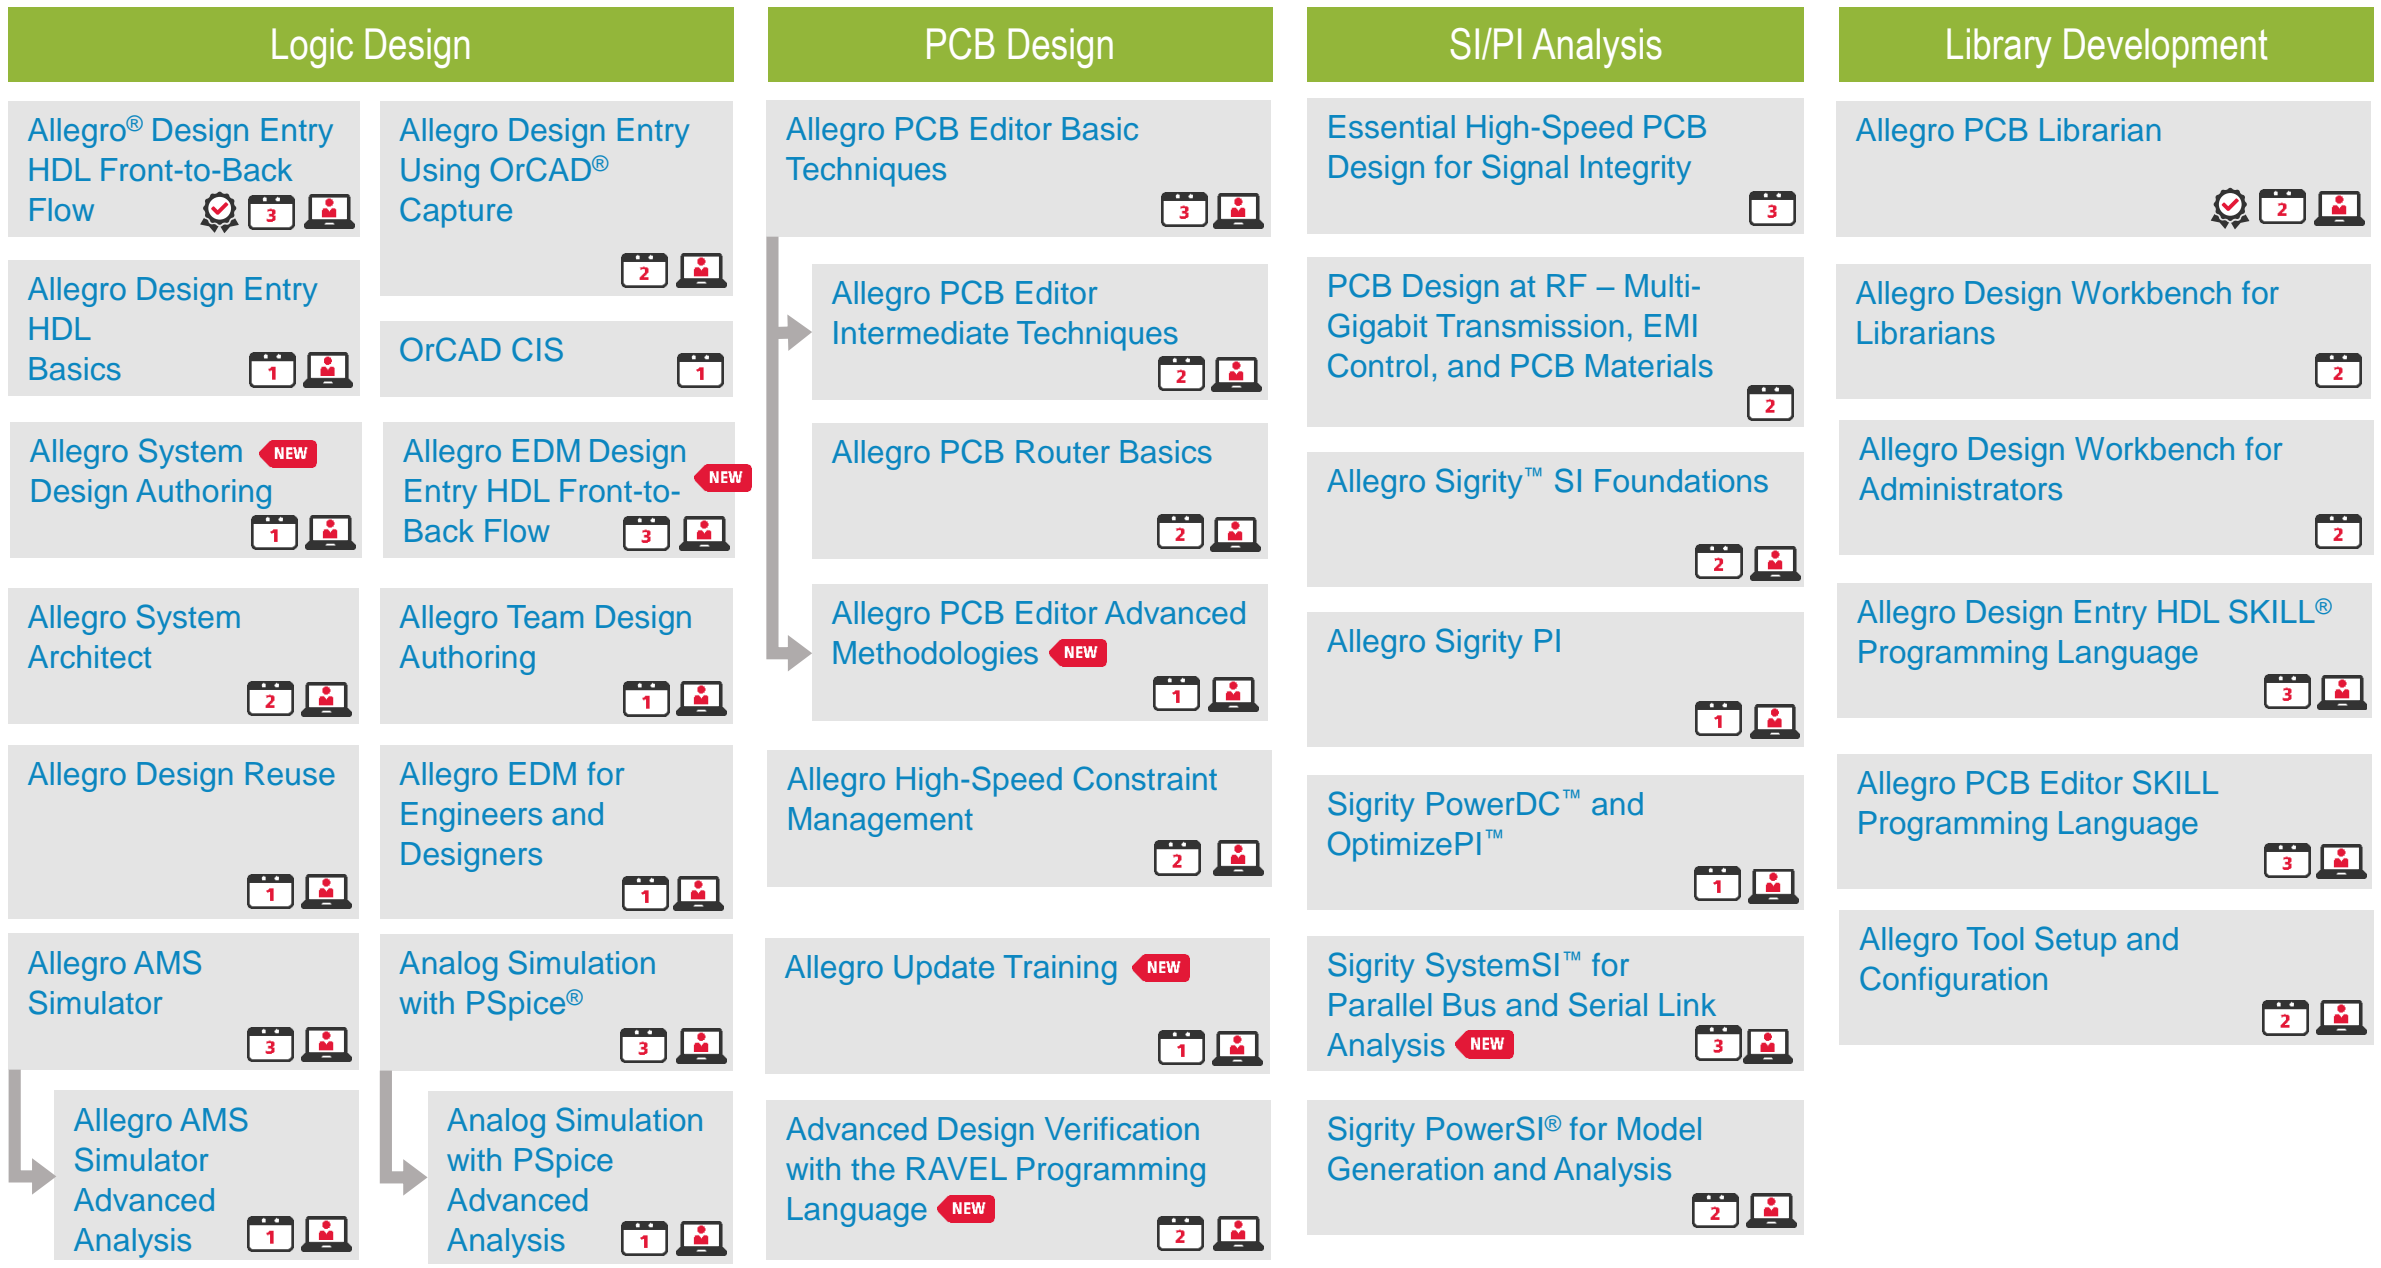 Logic Design
Allegro® Design Entry
HDL Front-to-Back
Flow
3
Allegro Design Entry
HDL
Basics
1
Allegro System NEW
Design Authoring
1
Allegro System
Architect
2
Allegro Design Reuse
1
Allegro AMS
Simulator
3
Allegro AMS
Simulator
Advanced
Analysis
1
Allegro Design Entry
Using OrCAD®
Capture
2
OrCAD CIS
1
Allegro EDM Design
Entry HDL Front-to-
NEW
Back Flow
3
Allegro Team Design
Authoring
1
Allegro EDM for
Engineers and
Designers
1
Analog Simulation
with PSpice®
3
Analog Simulation
with PSpice
Advanced
Analysis
1
PCB Design
Allegro PCB Editor Basic
Techniques
3
Allegro PCB Editor
Intermediate Techniques
2
Allegro PCB Router Basics
2
Allegro PCB Editor Advanced
Methodologies NEW
1
Allegro High-Speed Constraint
Management
2
Allegro Update Training NEW
1
Advanced Design Verification
with the RAVEL Programming
Language NEW
2
SI/PI Analysis
Essential High-Speed PCB
Design for Signal Integrity
3
PCB Design at RF – Multi-
Gigabit Transmission, EMI
Control, and PCB Materials
2
Allegro Sigrity™ SI Foundations
2
Allegro Sigrity PI
1
Sigrity PowerDC™ and
OptimizePI™
1
Sigrity SystemSI™ for
Parallel Bus and Serial Link
Analysis NEW
3
Sigrity PowerSI® for Model
Generation and Analysis
2
Library Development
Allegro PCB Librarian
2
Allegro Design Workbench for
Librarians
2
Allegro Design Workbench for
Administrators
2
Allegro Design Entry HDL SKILL®
Programming Language
3
Allegro PCB Editor SKILL
Programming Language
3
Allegro Tool Setup and
Configuration
2